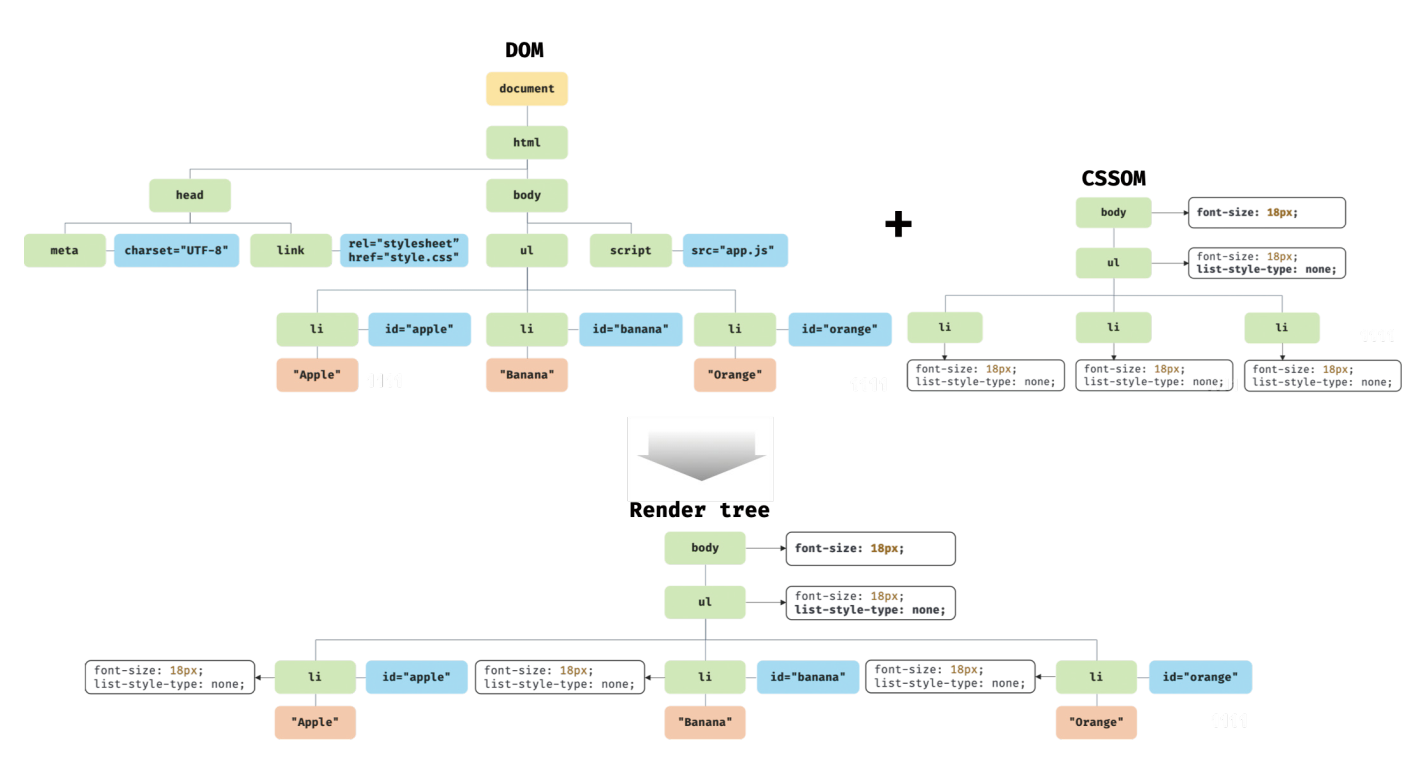 DOM
document
html
head
body
meta
charset="UTF-8"
link
rel="stylesheet”
href="style.css"
ul
script
src="app.js"
li
id="apple"
li
id="banana"
li
id="orange"
"Apple"
"Banana"
"Orange"
+
CSSOM
body
font-size: 18px;
ul
font-size: 18px;
list-style-type: none;
li
li
li
font-size: 18px;
list-style-type: none;
font-size: 18px;
list-style-type: none;
font-size: 18px;
list-style-type: none;
Render tree
body
font-size: 18px;
ul
font-size: 18px;
list-style-type: none;
font-size: 18px;
list-style-type: none;
li
id="apple"
font-size: 18px;
list-style-type: none;
li
id="banana"
font-size: 18px;
list-style-type: none;
li
id="orange"
"Apple"
"Banana"
"Orange"